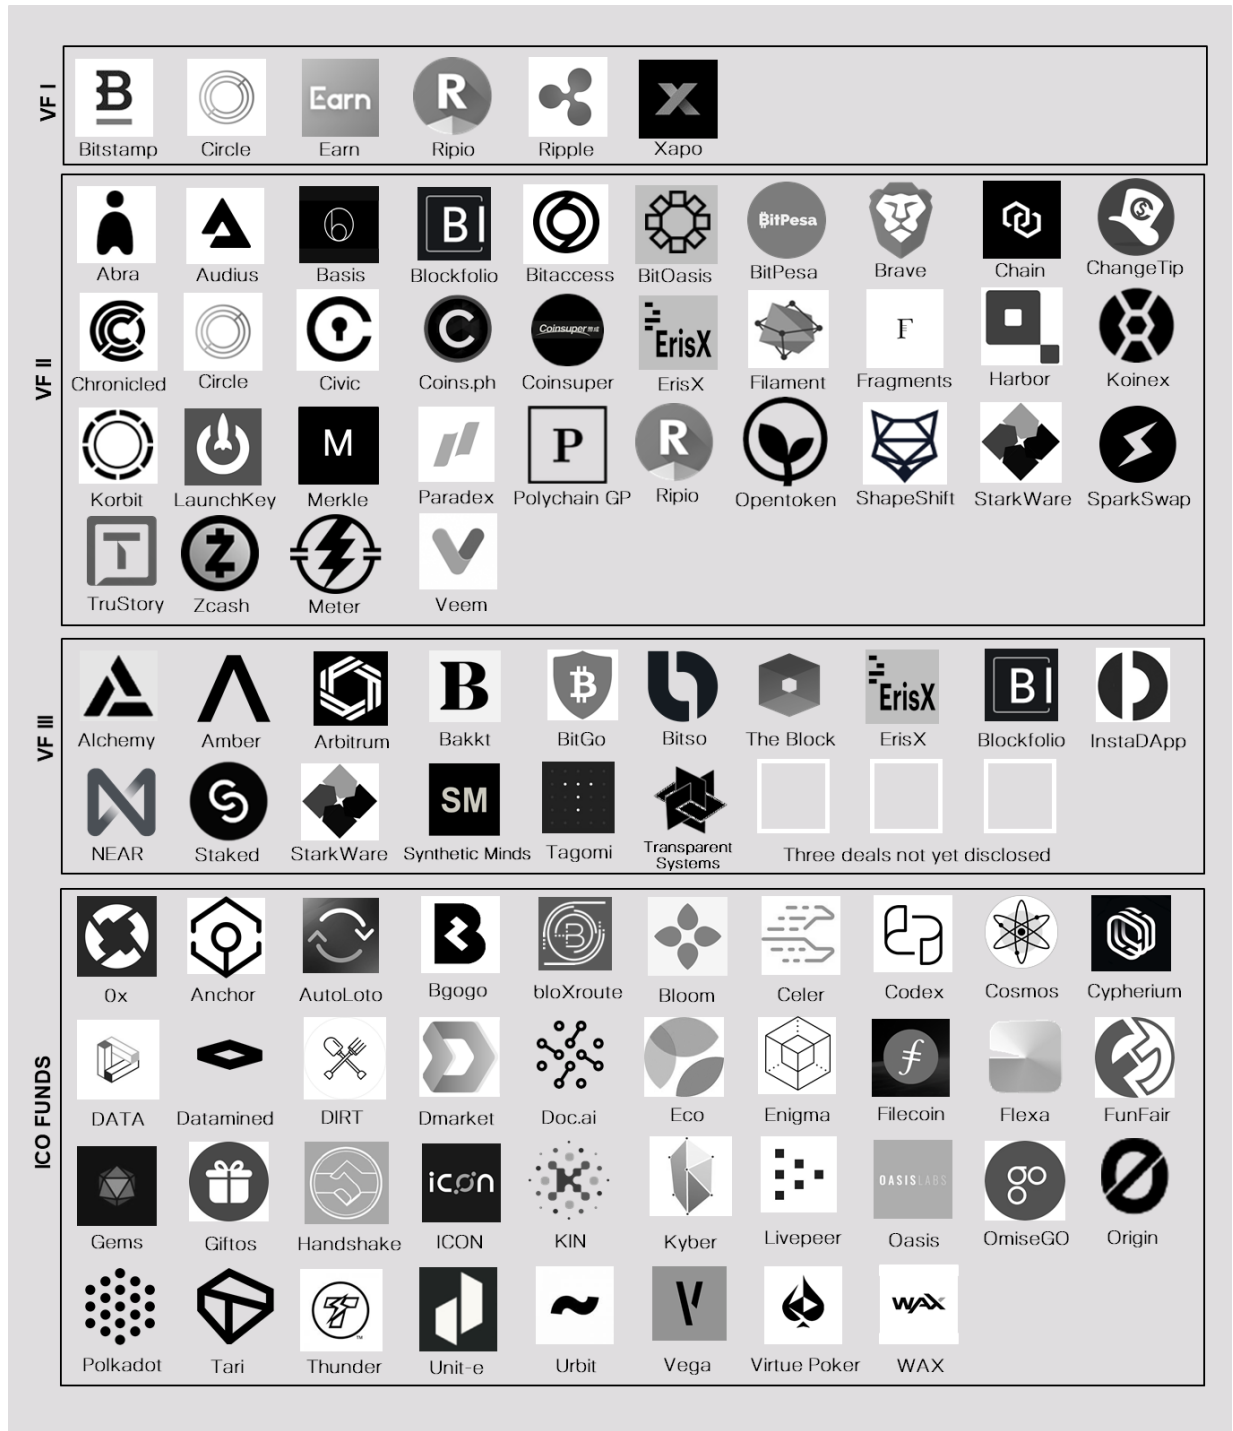 VF I
B
Earn
R
Bitstamp Circle Earn Ripio Ripple Xapo
VF II
6 BI BitPesa
Abra Audius Basis Blockfolio Bitaccess BitOasis BitPesa Brave Chain ChangeTip
C Coinsuper ErisX F
Chronicled Circle Civic Coins.ph Coinsuper ErisX Filament Fragments Harbor Koinex
M P R
Korbit LaunchKey Merkle Paradex Polychain GP Ripio Opentoken ShapeShift StarkWare SparkSwap
T
TruStory Zcash Meter Veem
VF III
B ErisX BI
Alchemy Amber Arbitrum Bakkt BitGo Bitso The Block ErisX Blockfolio InstaDApp
SM
NEAR Staked StarkWare Synthetic Minds Tagomi Transparent Systems Three deals not yet disclosed
ICO FUNDS
0x Anchor AutoLoto Bgogo bloXroute Bloom Celer Codex Cosmos Cypherium
DATA Datamined DIRT Dmarket Doc.ai Eco Enigma Filecoin Flexa FunFair
icon K OASISLABS go
Gems Giftos Handshake ICON KIN Kyber Livepeer Oasis OmiseGO Origin
T TM V WAX
Polkadot Tari Thunder Unit-e Urbit Vega Virtue Poker WAX